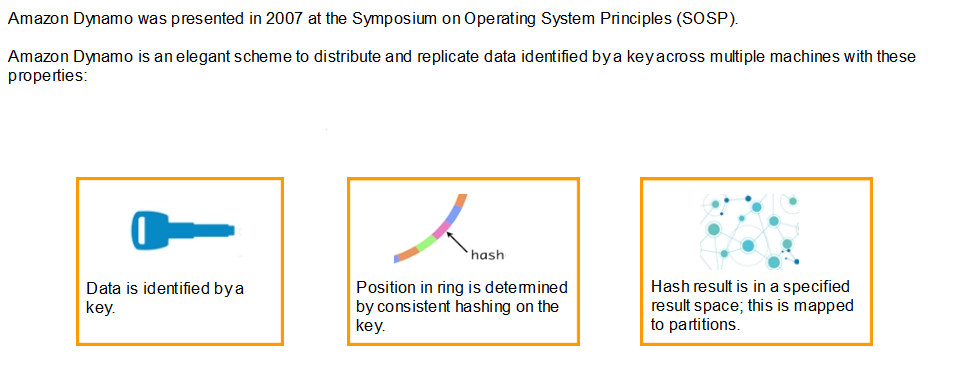 Amazon Dynamo was presented in 2007 at the Symposium on Operating System Principles (SOSP).
Amazon Dynamo is an elegant scheme to distribute and replicate data identified by a key across multiple machines with these
properties:
hash
Data is identified by a
key.
Position in ring is determined
by consistent hashing on the
key.
Hash result is in a specified
result space; this is mapped
to partitions.